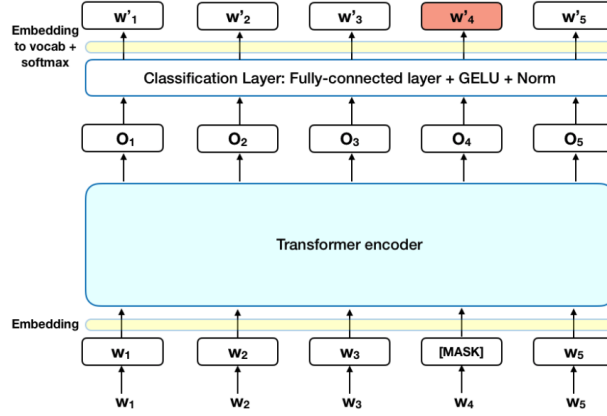 w'1 w'2 w'3 w'4 w'5
Embedding
to vocab +
softmax
Classification Layer: Fully-connected layer + GELU + Norm
O1 O2 O3 O4 O5
Transformer encoder
Embedding
w1 w2 w3 [MASK] w5
w1 w2 w3 w4 w5